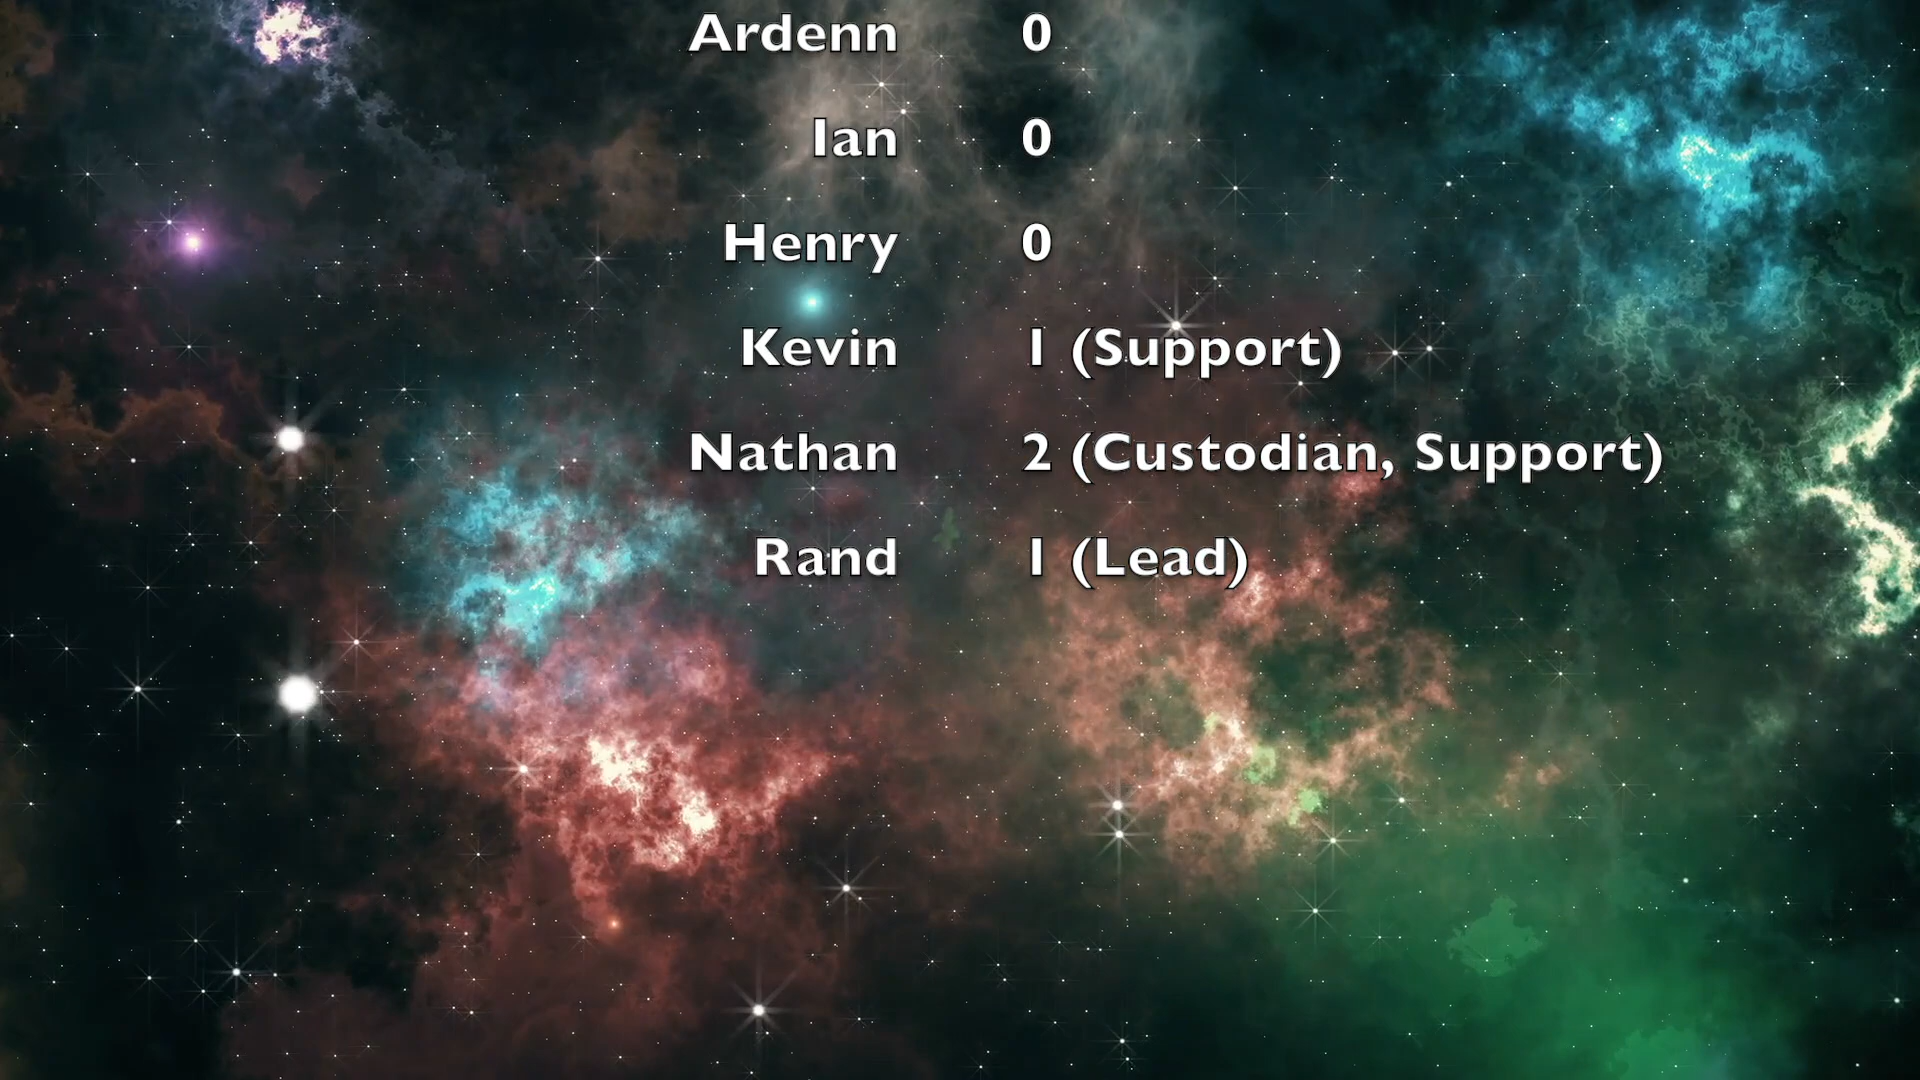 Ardenn 0
Ian 0
Henry 0
Kevin 1 (Support)
Nathan 2 (Custodian, Support)
Rand 1 (Lead)